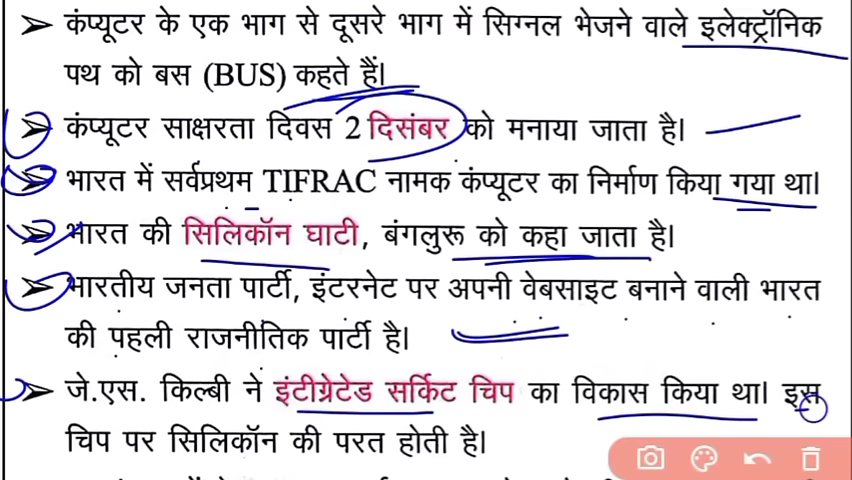 ➢ कंप्यूटर के एक भाग से दूसरे भाग में सिग्नल भेजने वाले इलेक्ट्रॉनिक
पथ को बस (BUS) कहते हैं।
➢ कंप्यूटर साक्षरता दिवस 2 दिसंबर को मनाया जाता है।
➢ भारत में सर्वप्रथम TIFRAC नामक कंप्यूटर का निर्माण किया गया था।
➢ भारत की सिलिकॉन घाटी, बंगलुरू को कहा जाता है।
➢ भारतीय जनता पार्टी, इंटरनेट पर अपनी वेबसाइट बनाने वाली भारत
की पहली राजनीतिक पार्टी है।
➢ जे.एस. किल्बी ने इंटीग्रेटेड सर्किट चिप का विकास किया था। इस
चिप पर सिलिकॉन की परत होती है।